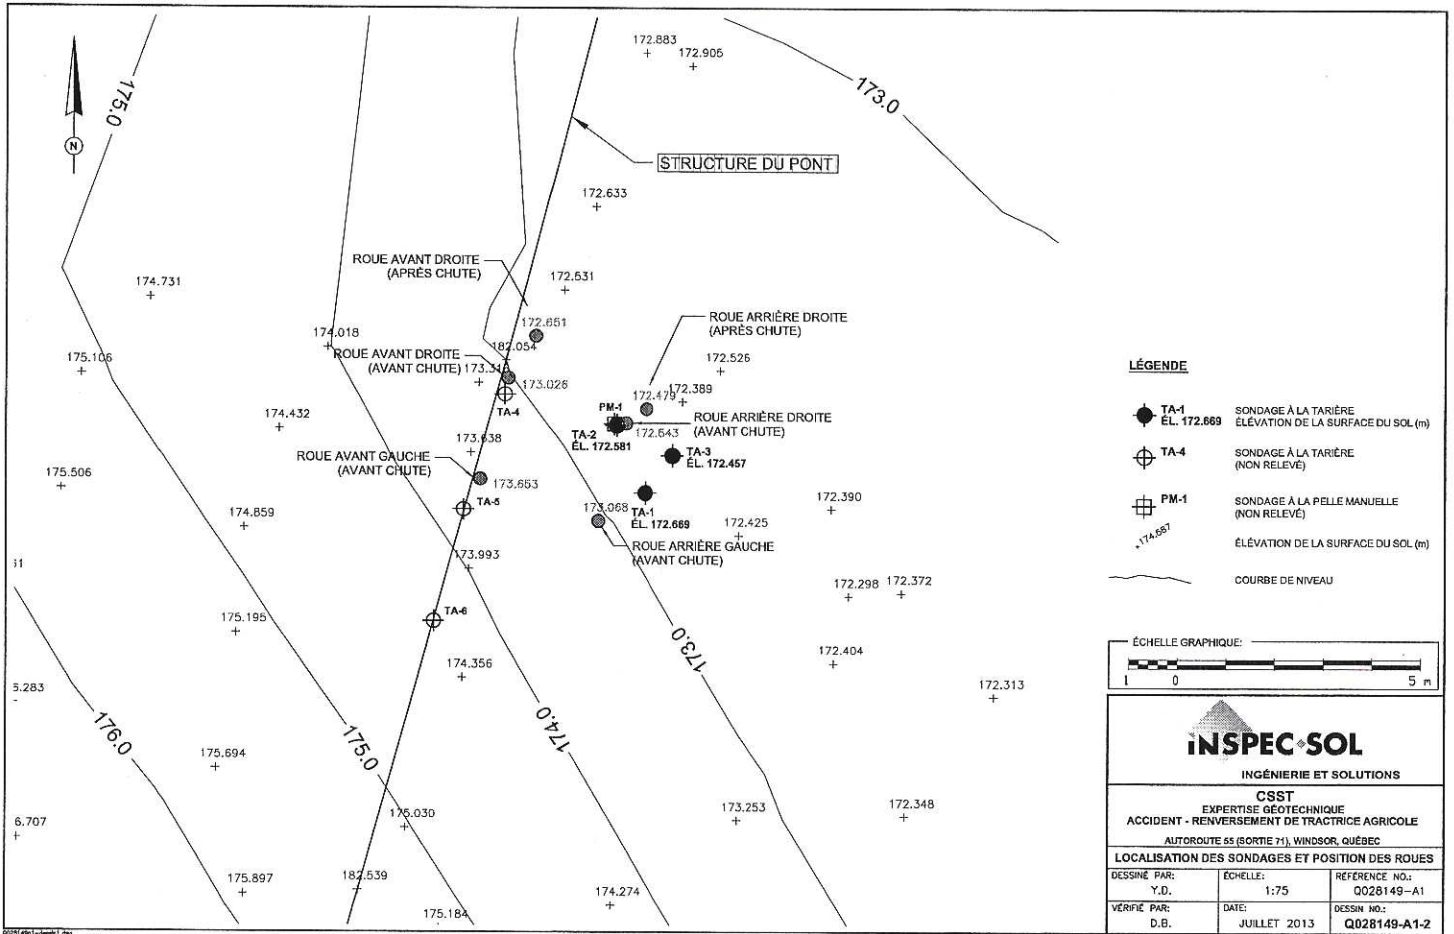 172.883
172.905
175.0
173.0
N
STRUCTURE DU PONT
172.633
ROUE AVANT DROITE
(APRÈS CHUTE)
172.531
174.731
172.651
ROUE ARRIÈRE DROITE
(APRÈS CHUTE)
174.018
182.054
ROUE AVANT DROITE
(AVANT CHUTE)
175.106
173.31
173.026
172.526
172.479
172.389
TA-4
PM-1
ROUE ARRIÈRE DROITE
(AVANT CHUTE)
174.432
TA-2
ÉL. 172.581
172.543
173.638
TA-3
ÉL. 172.457
ROUE AVANT GAUCHE
(AVANT CHUTE)
175.506
173.653
172.390
TA-5
173.068
TA-1
ÉL. 172.669
174.859
172.425
ROUE ARRIÈRE GAUCHE
(AVANT CHUTE)
173.993
172.298
172.372
TA-6
175.195
173.0
174.356
172.404
5.283
172.313
176.0
175.0
174.0
175.694
175.030
173.253
172.348
6.707
175.897
182.539
174.274
175.184
LÉGENDE
TA-1
ÉL. 172.669
SONDAGE À LA TARIÈRE
ÉLÉVATION DE LA SURFACE DU SOL (m)
TA-4
SONDAGE À LA TARIÈRE
(NON RELEVÉ)
PM-1
SONDAGE À LA PELLE MANUELLE
(NON RELEVÉ)
174.687
ÉLÉVATION DE LA SURFACE DU SOL (m)
COURBE DE NIVEAU
ÉCHELLE GRAPHIQUE:
1 0 5 m
INSPEC SOL
INGÉNIERIE ET SOLUTIONS
CSST
EXPERTISE GÉOTECHNIQUE
ACCIDENT - RENVERSEMENT DE TRACTRICE AGRICOLE
AUTOROUTE 55 (SORTIE 71), WINDSOR, QUÉBEC
LOCALISATION DES SONDAGES ET POSITION DES ROUES
DESSINÉ PAR: ÉCHELLE: RÉFÉRENCE NO.:
Y.D. 1:75 Q028149-A1
VÉRIFIÉ PAR: DATE: DESSIN NO.:
D.B. JUILLET 2013 Q028149-A1-2